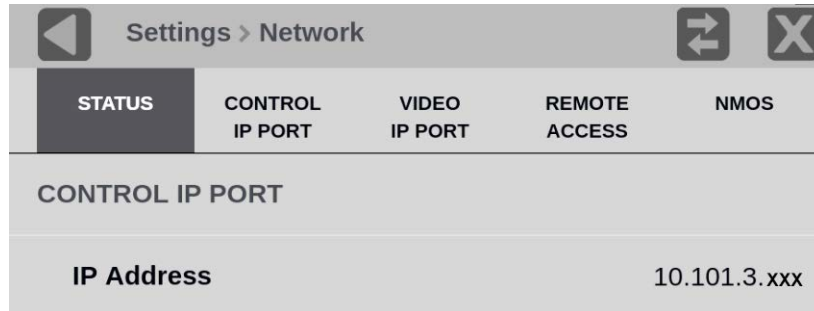 Settings > Network
STATUS
CONTROL
IP PORT
VIDEO
IP PORT
REMOTE
ACCESS
NMOS
CONTROL IP PORT
IP Address 10.101.3.xxx